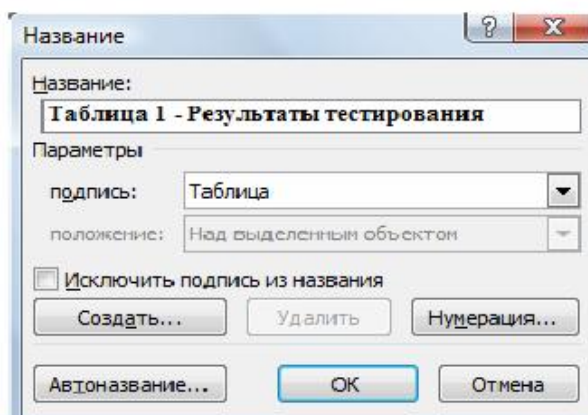 Название
Название:
Таблица 1 - Результаты тестирования
Параметры
подпись: Таблица
положение: Над выделенным объектом
Исключить подпись из названия
Создать... Удалить Нумерация...
Автоназвание... ОК Отмена